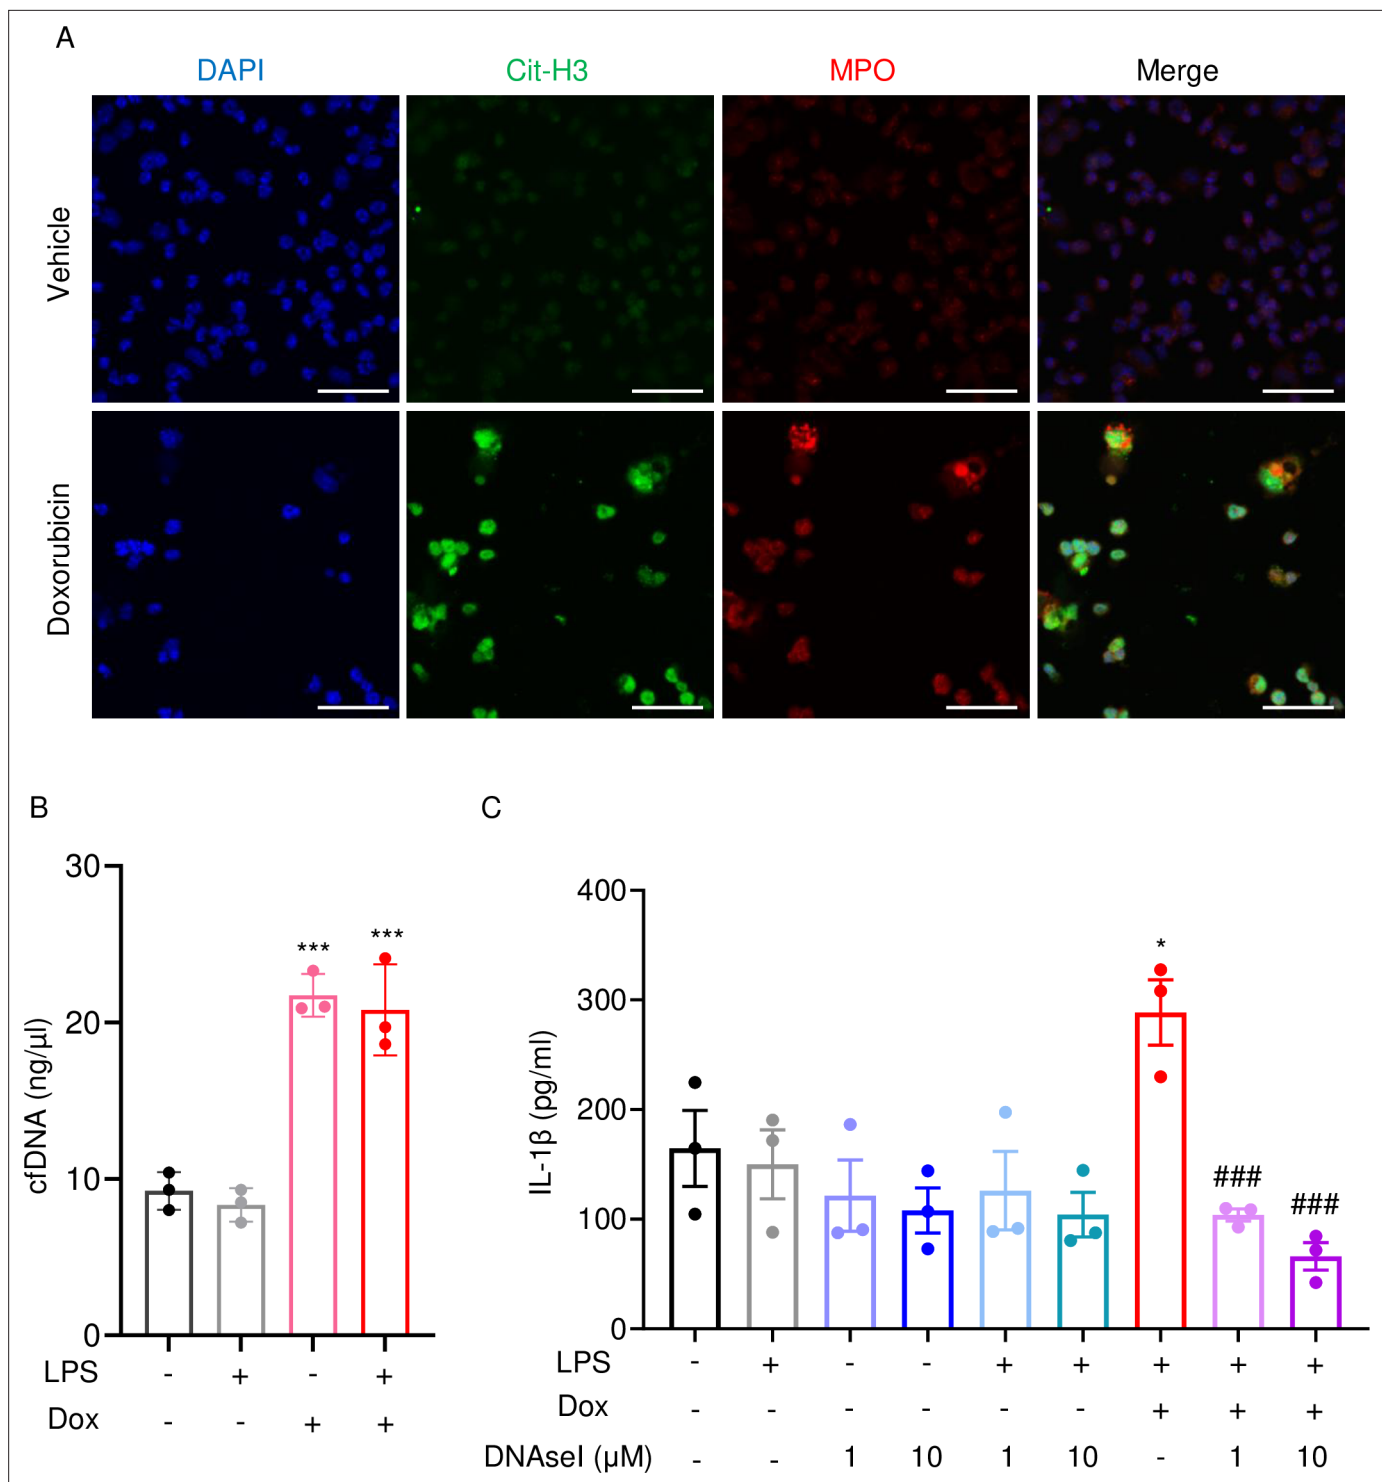 A
DAPI Cit-H3 MPO Merge
Vehicle
Doxorubicin
B
cfDNA (ng/µl)
30
20
10
0
*** ***
LPS - + - +
Dox - - + +
C
IL-1β (pg/ml)
400
300
200
100
0
* ### ###
LPS - + - - + + + + +
Dox - - - - - - + + +
DNAseI (µM) - - 1 10 1 10 - 1 10